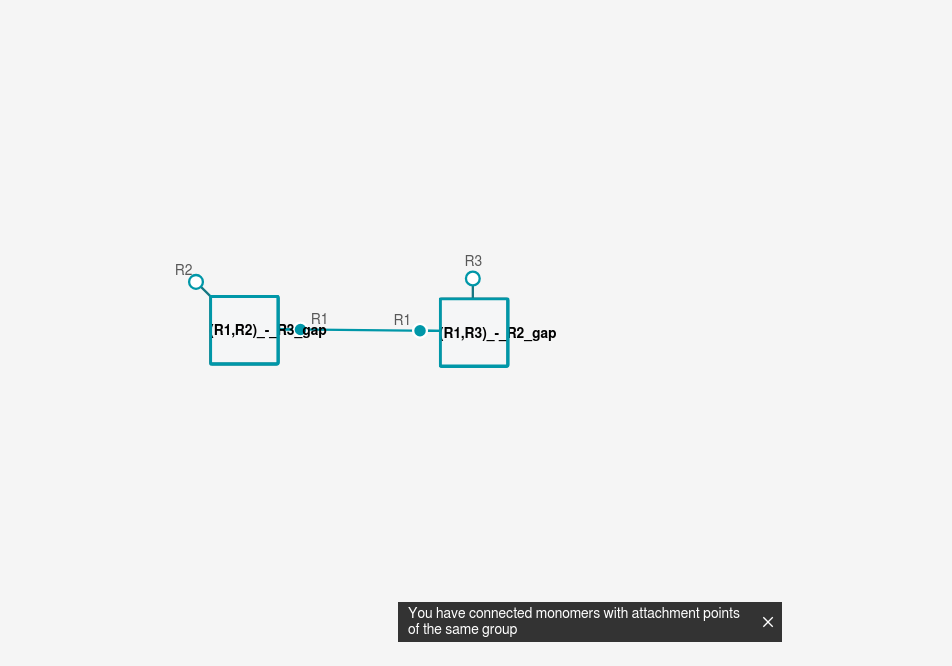 R3
R2
R1
R1
(R1,R2)_-_R3_gap
(R1,R3)_-_R2_gap
You have connected monomers with attachment points
of the same group